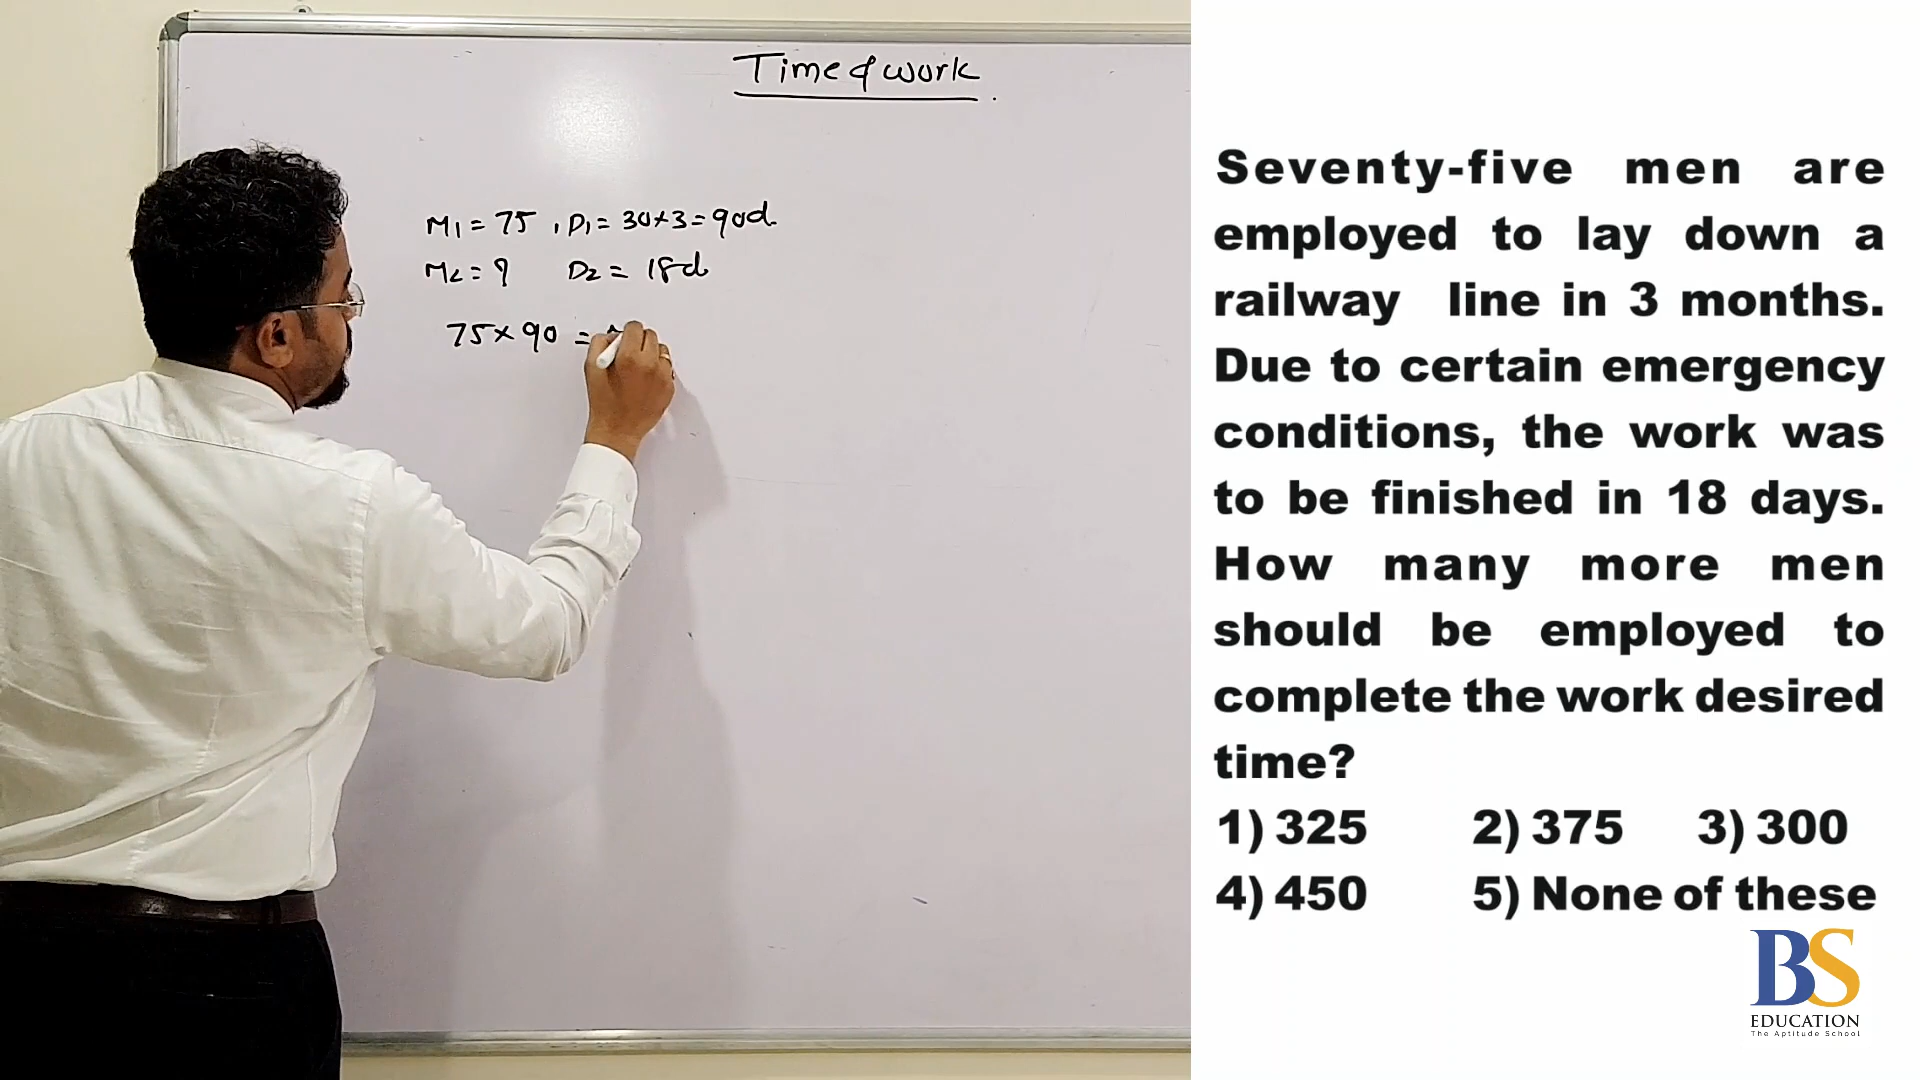 Time & work
M1 = 75 , D1 = 30×3 = 90d.
M2 = ? D2 = 18d
75×90 =
Seventy-five men are
employed to lay down a
railway line in 3 months.
Due to certain emergency
conditions, the work was
to be finished in 18 days.
How many more men
should be employed to
complete the work desired
time?
1) 325 2) 375 3) 300
4) 450 5) None of these
BS
EDUCATION
The Aptitude School